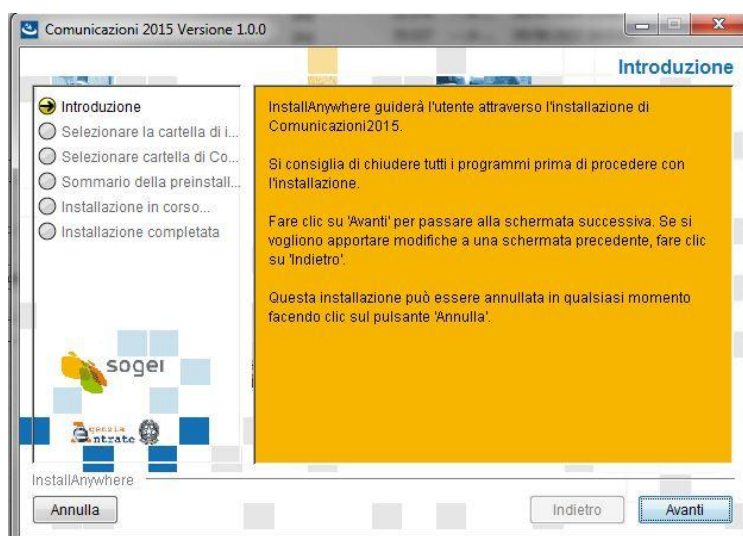 Comunicazioni 2015 Versione 1.0.0
Introduzione
Introduzione
Selezionare la cartella di i...
Selezionare cartella di Co...
Sommario della preinstall...
Installazione in corso...
Installazione completata
InstallAnywhere guiderà l'utente attraverso l'installazione di
Comunicazioni2015.
Si consiglia di chiudere tutti i programmi prima di procedere con
l'installazione.
Fare clic su 'Avanti' per passare alla schermata successiva. Se si
vogliono apportare modifiche a una schermata precedente, fare clic
su 'Indietro'.
Questa installazione può essere annullata in qualsiasi momento
facendo clic sul pulsante 'Annulla'.
sogei
genzia
ntrate
InstallAnywhere
Annulla
Indietro
Avanti